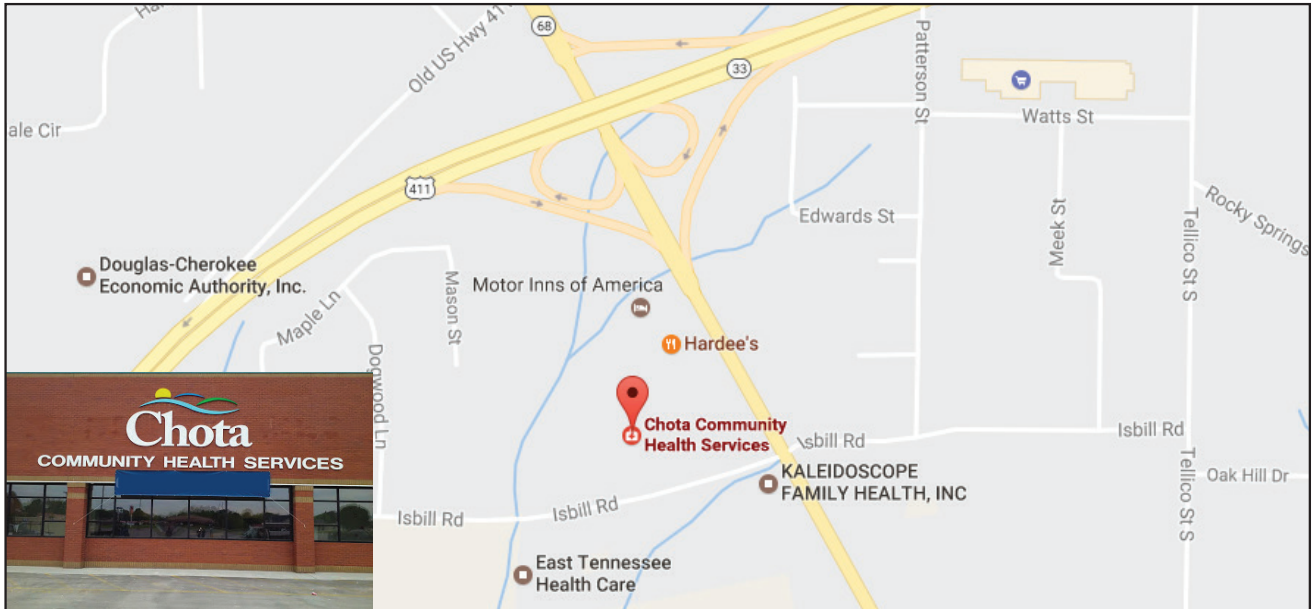 68
Old US Hwy 411
33
Patterson St
Watts St
ale Cir
411
Edwards St
Meek St
Tellico St S
Rocky Springs
Douglas-Cherokee
Economic Authority, Inc.
Maple Ln
Mason St
Motor Inns of America
Hardee's
Dogwood Ln
Chota Community
Health Services
Isbill Rd
Isbill Rd
KALEIDOSCOPE
FAMILY HEALTH, INC
Tellico St S
Oak Hill Dr
Isbill Rd
Isbill Rd
East Tennessee
Health Care
Chota
COMMUNITY HEALTH SERVICES